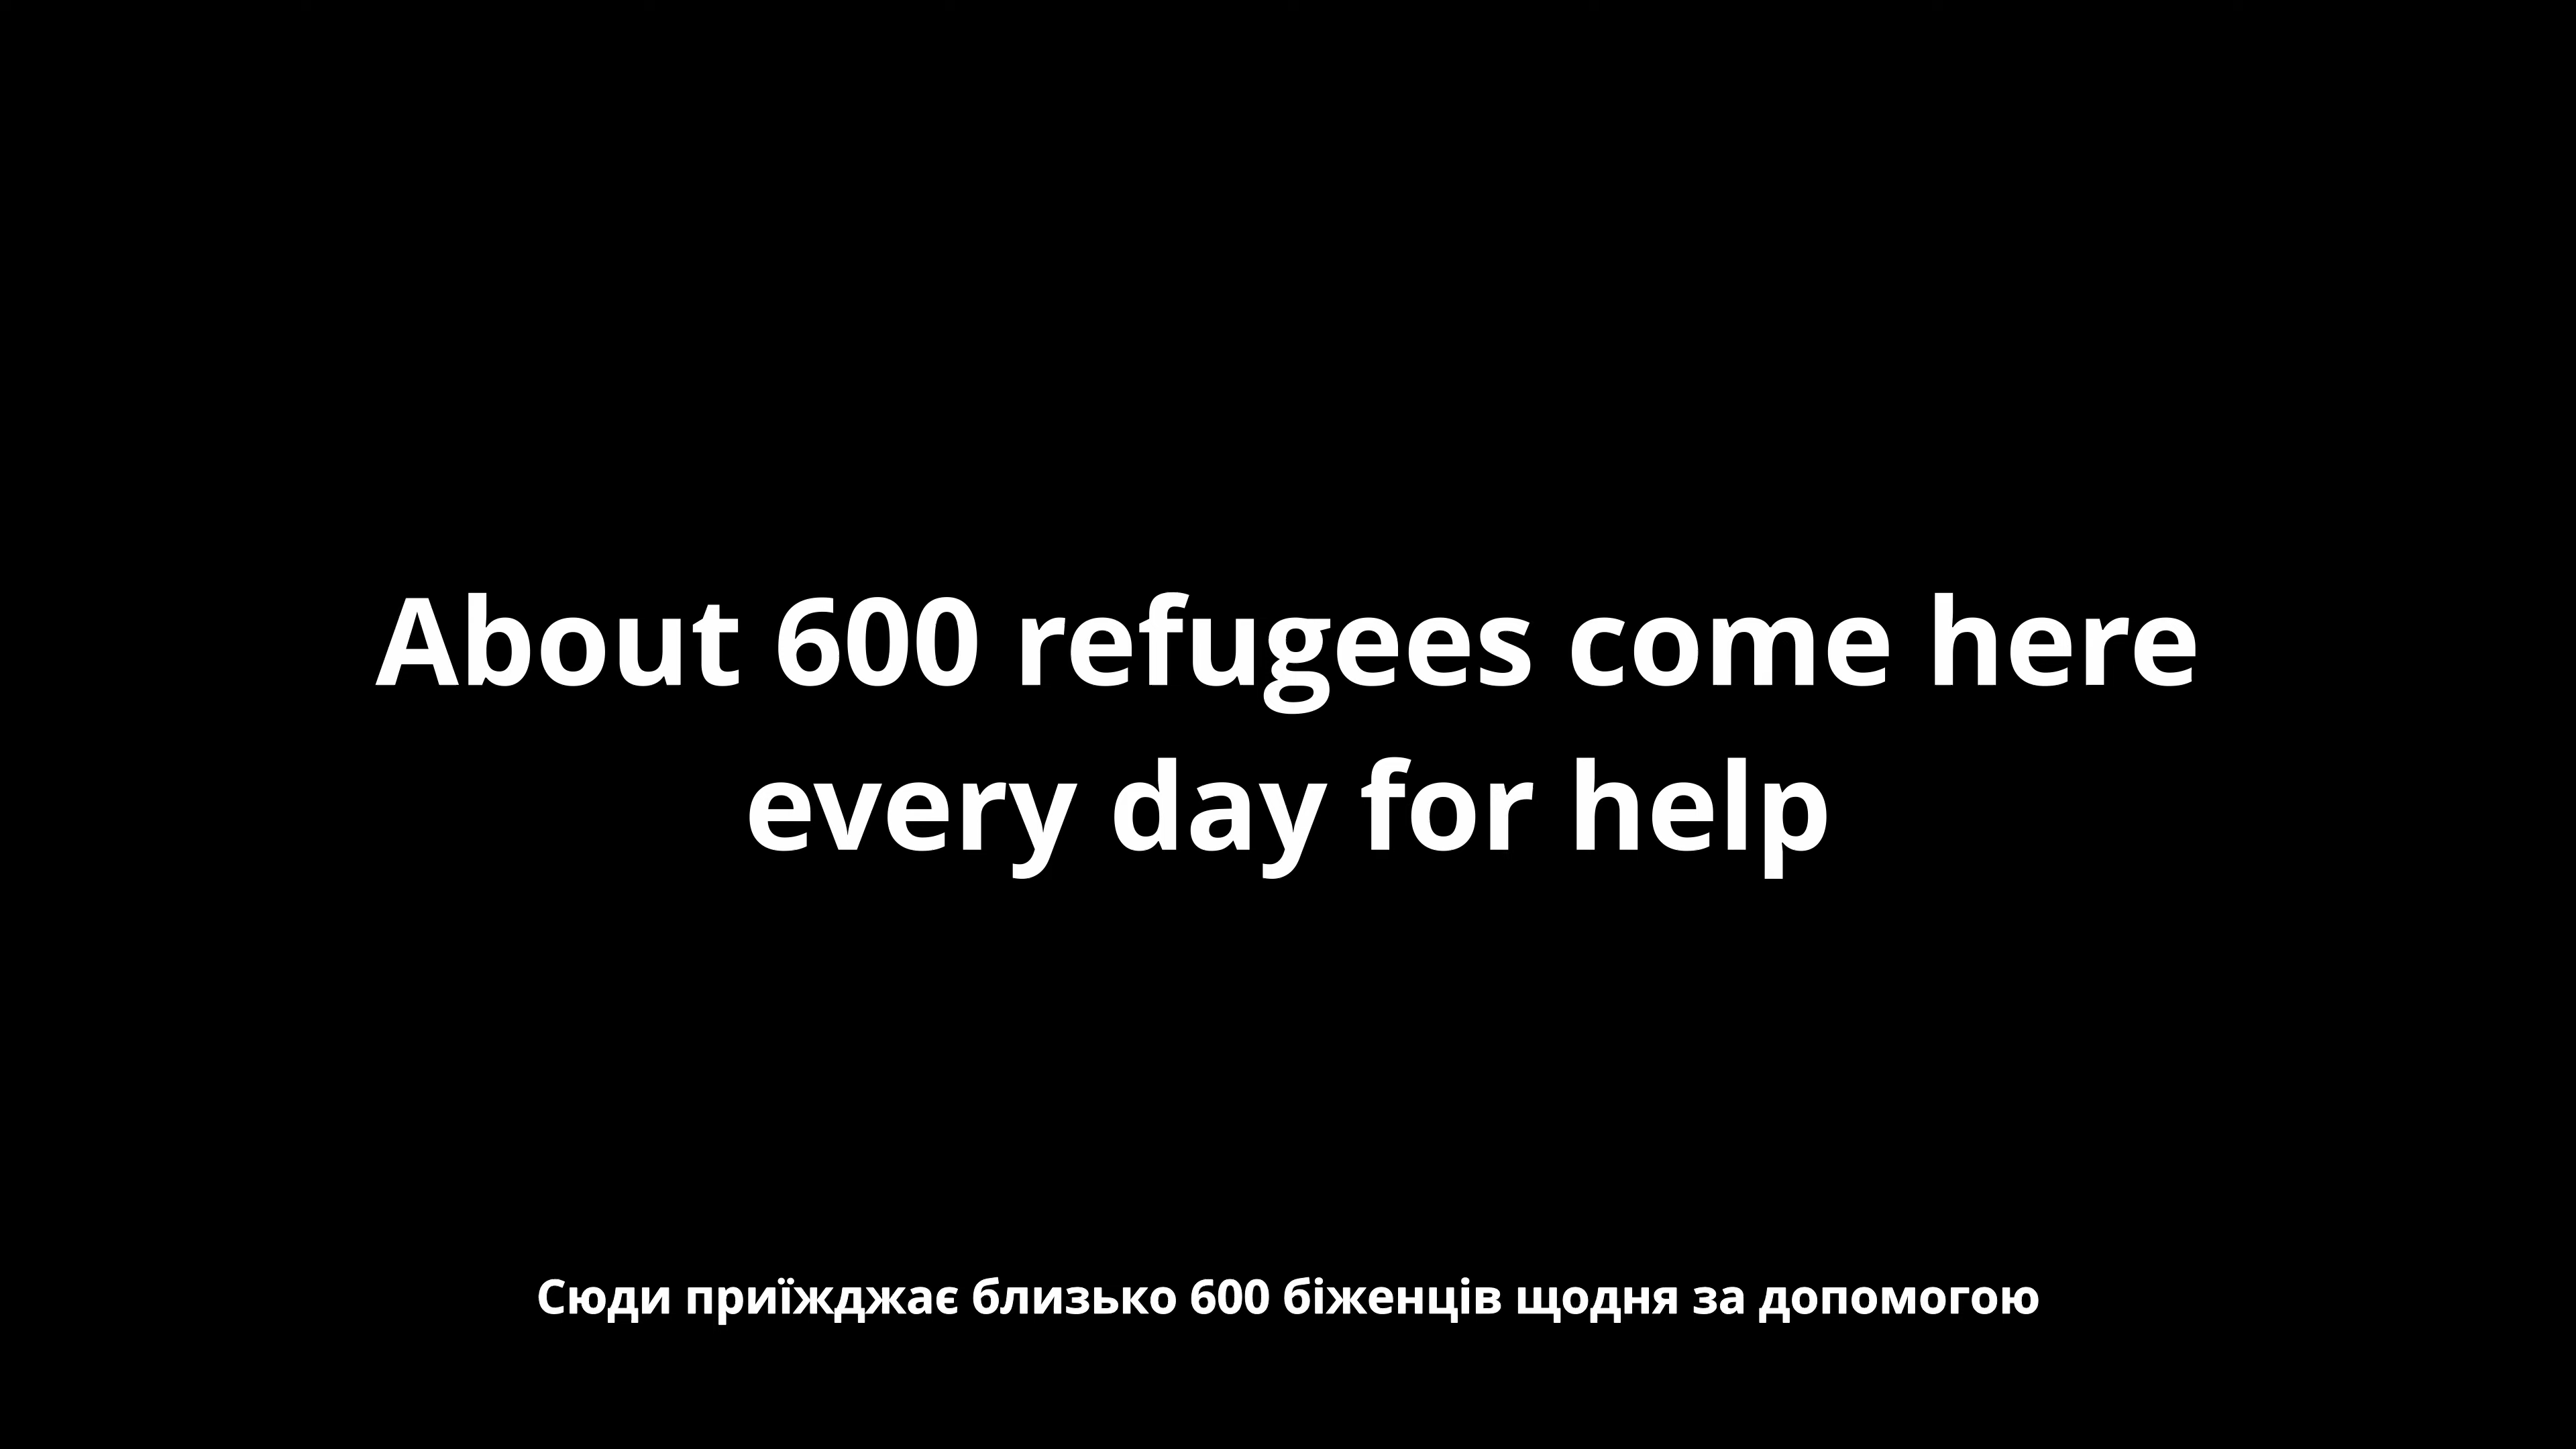 About 600 refugees come here
every day for help
Сюди приїжджає близько 600 біженців щодня за допомогою